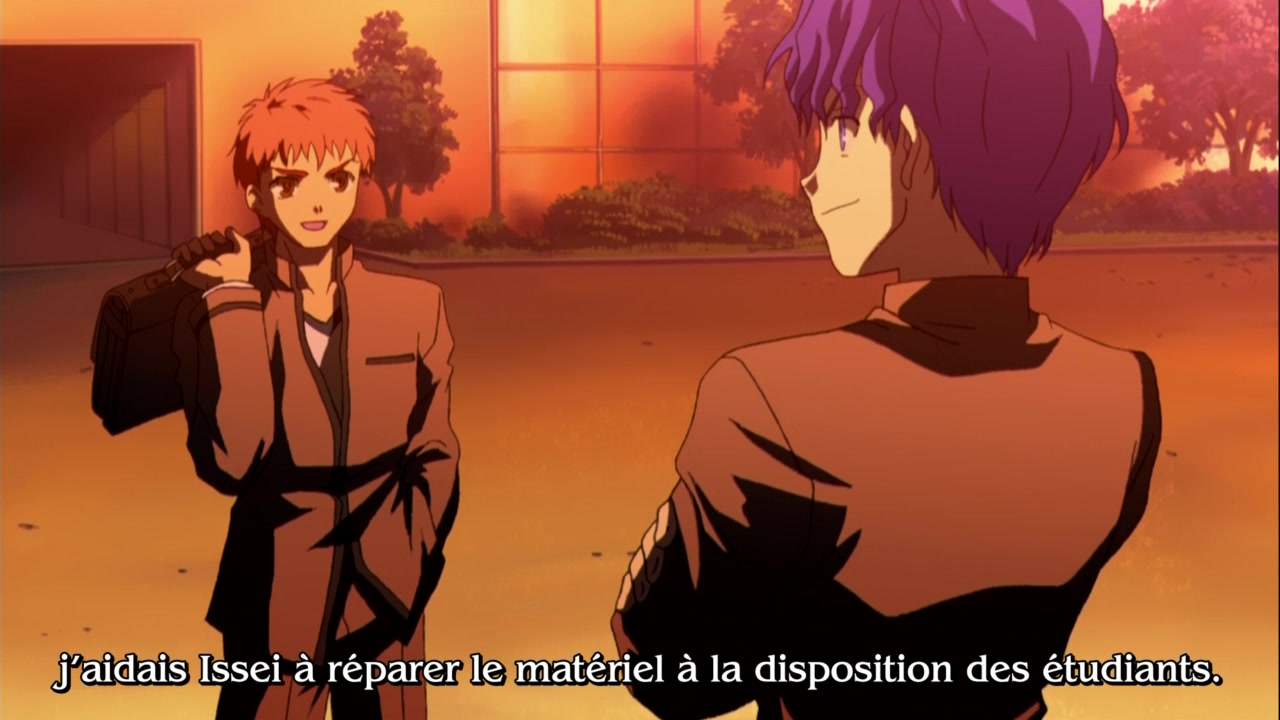 j'aidais Issei à réparer le matériel à la disposition des étudiants.